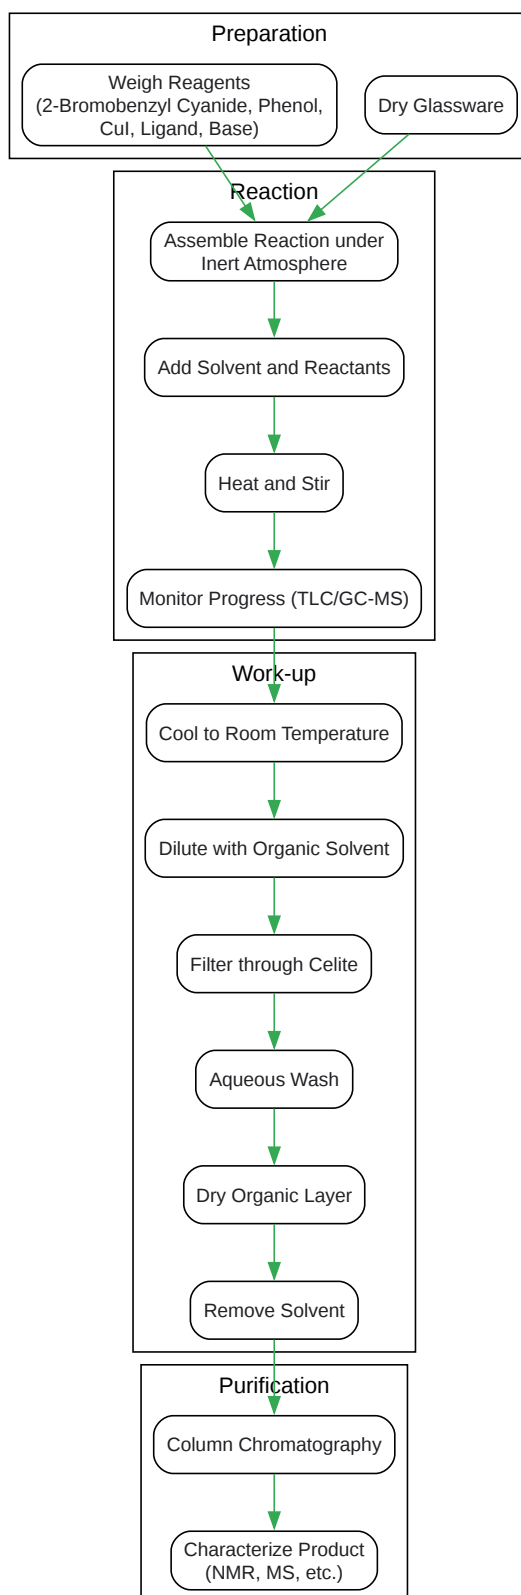 Preparation
Weigh Reagents
(2-Bromobenzyl Cyanide, Phenol,
CuI, Ligand, Base)
Dry Glassware
Reaction
Assemble Reaction under
Inert Atmosphere
Add Solvent and Reactants
Heat and Stir
Monitor Progress (TLC/GC-MS)
Work-up
Cool to Room Temperature
Dilute with Organic Solvent
Filter through Celite
Aqueous Wash
Dry Organic Layer
Remove Solvent
Purification
Column Chromatography
Characterize Product
(NMR, MS, etc.)